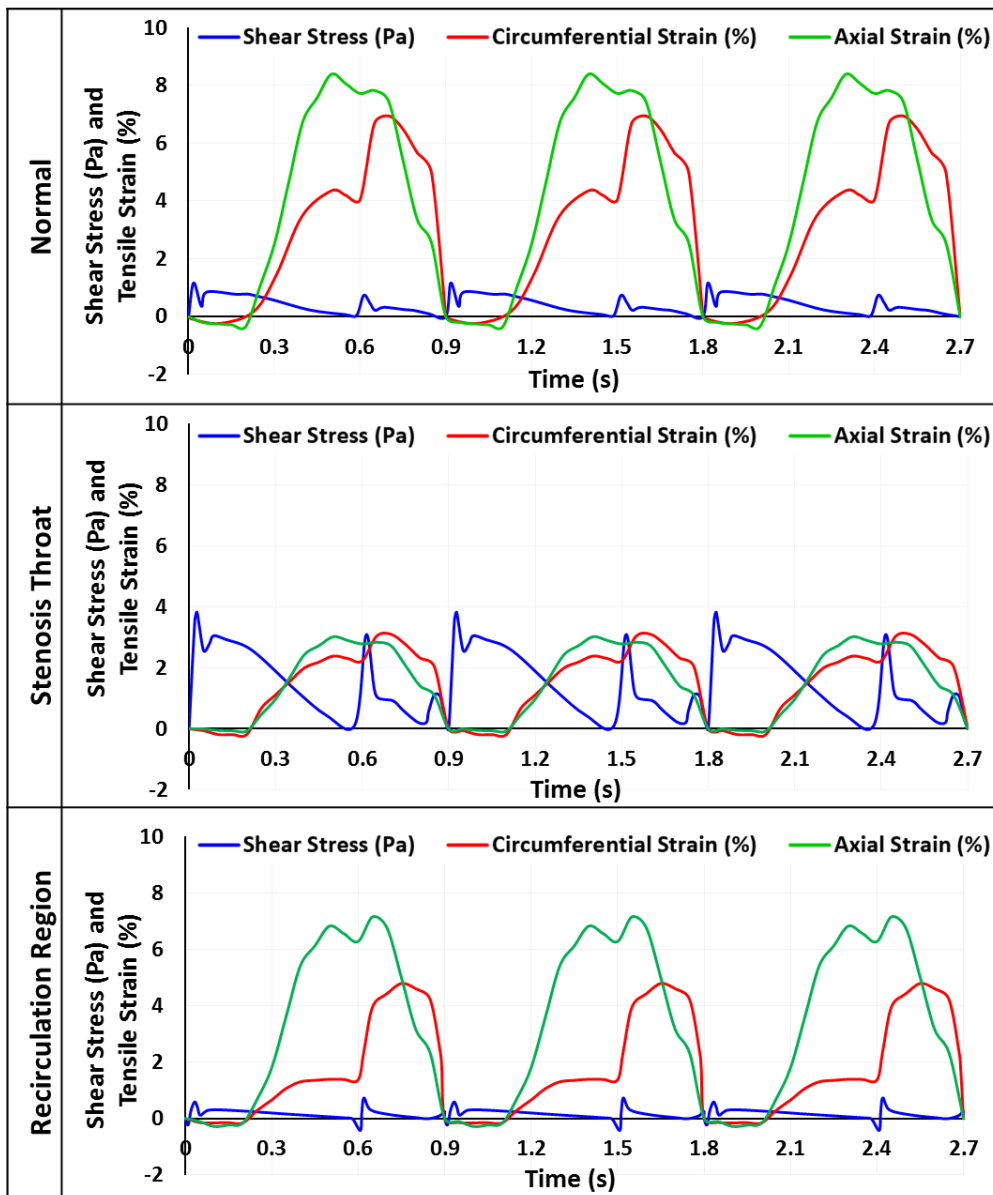 Normal
Shear Stress (Pa) and
Tensile Strain (%)
10
8
6
4
2
0
-2
Shear Stress (Pa) Circumferential Strain (%) Axial Strain (%)
0 0.3 0.6 0.9 1.2 1.5 1.8 2.1 2.4 2.7
Time (s)
Stenosis Throat
Shear Stress (Pa) and
Tensile Strain (%)
10
8
6
4
2
0
-2
Shear Stress (Pa) Circumferential Strain (%) Axial Strain (%)
0 0.3 0.6 0.9 1.2 1.5 1.8 2.1 2.4 2.7
Time (s)
Recirculation Region
Shear Stress (Pa) and
Tensile Strain (%)
10
8
6
4
2
0
-2
Shear Stress (Pa) Circumferential Strain (%) Axial Strain (%)
0 0.3 0.6 0.9 1.2 1.5 1.8 2.1 2.4 2.7
Time (s)